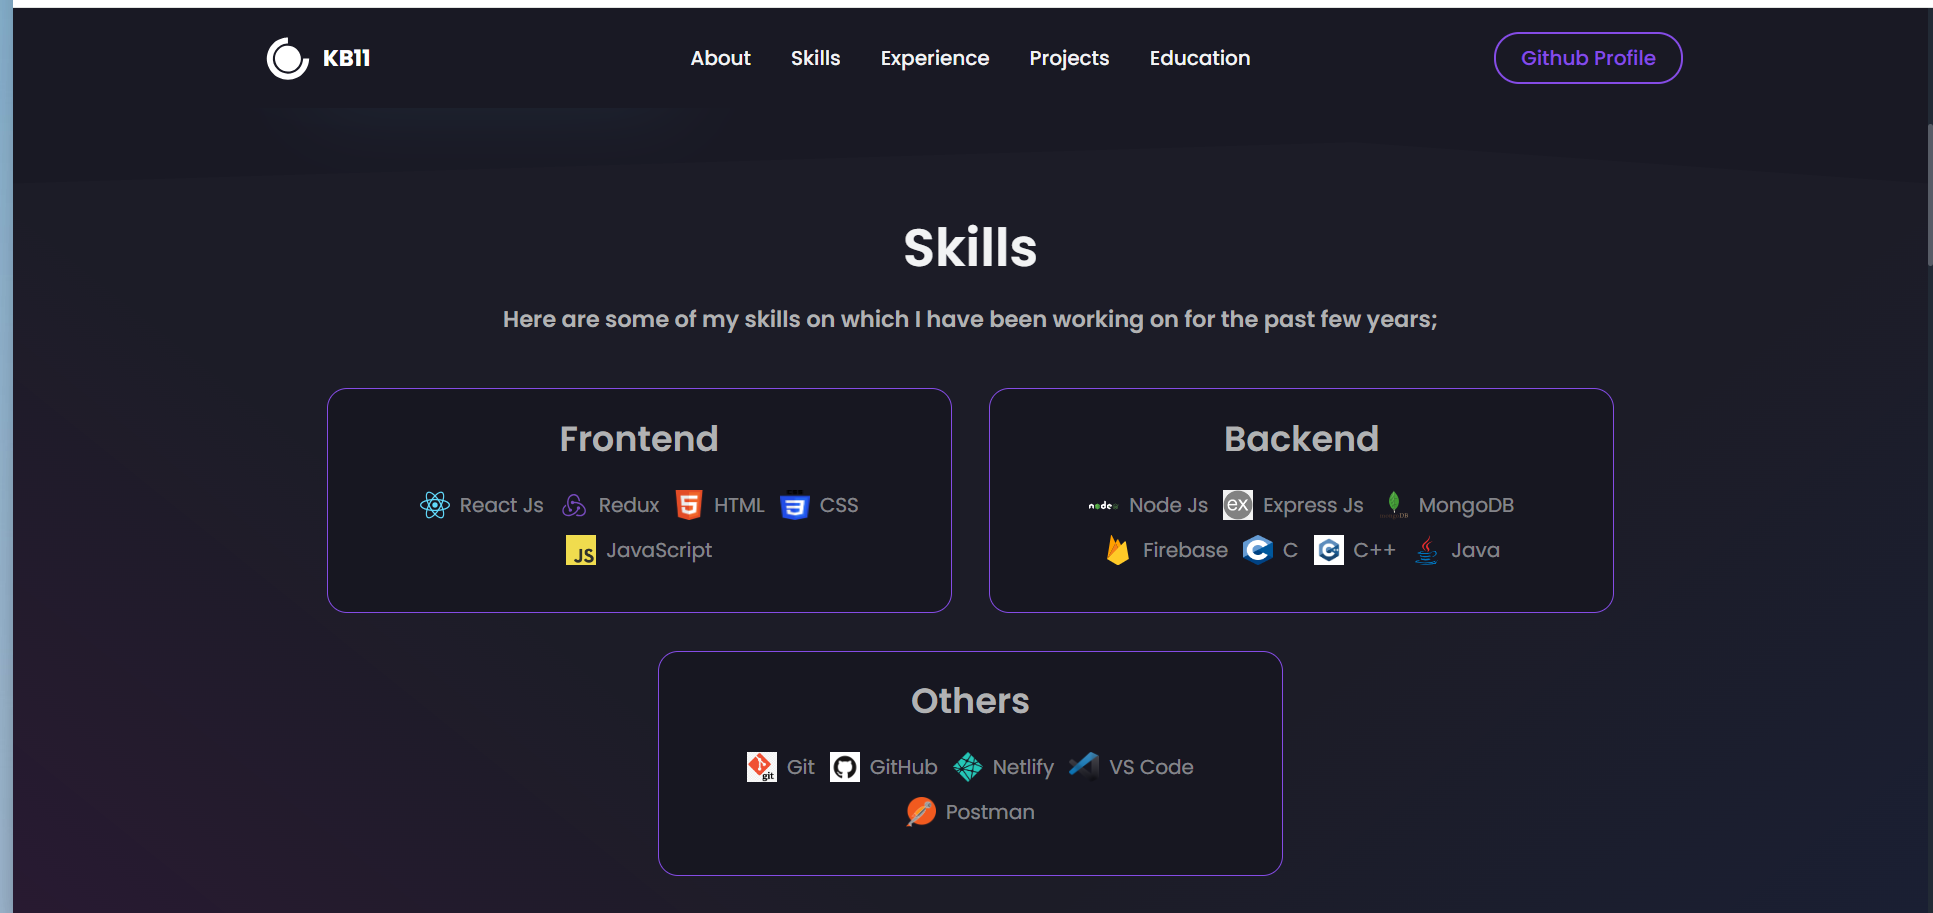 KB11 About Skills Experience Projects Education Github Profile
Skills
Here are some of my skills on which I have been working on for the past few years;
Frontend
React Js Redux HTML CSS
JS JavaScript
Backend
node Node Js ex Express Js MongoDB MongoDB
Firebase C C C++ C++ Java
Others
git Git GitHub Netlify VS Code
Postman